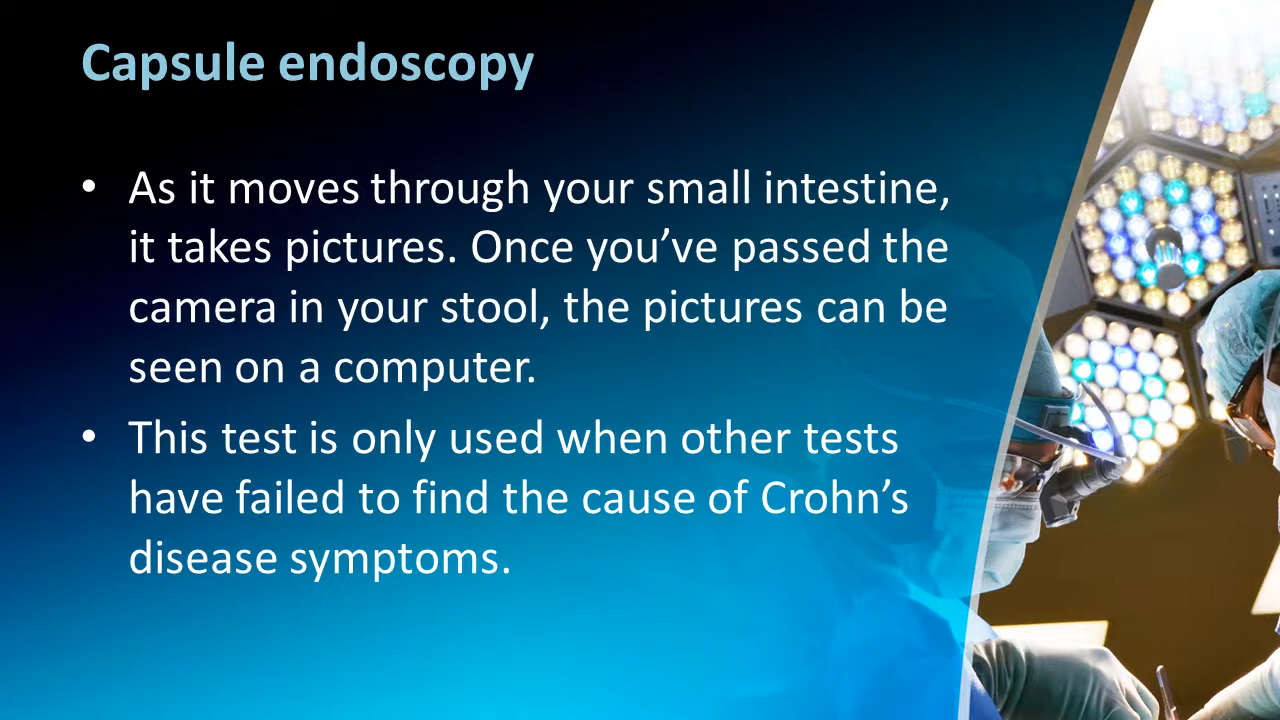 Capsule endoscopy
• As it moves through your small intestine,
it takes pictures. Once you’ve passed the
camera in your stool, the pictures can be
seen on a computer.
• This test is only used when other tests
have failed to find the cause of Crohn’s
disease symptoms.